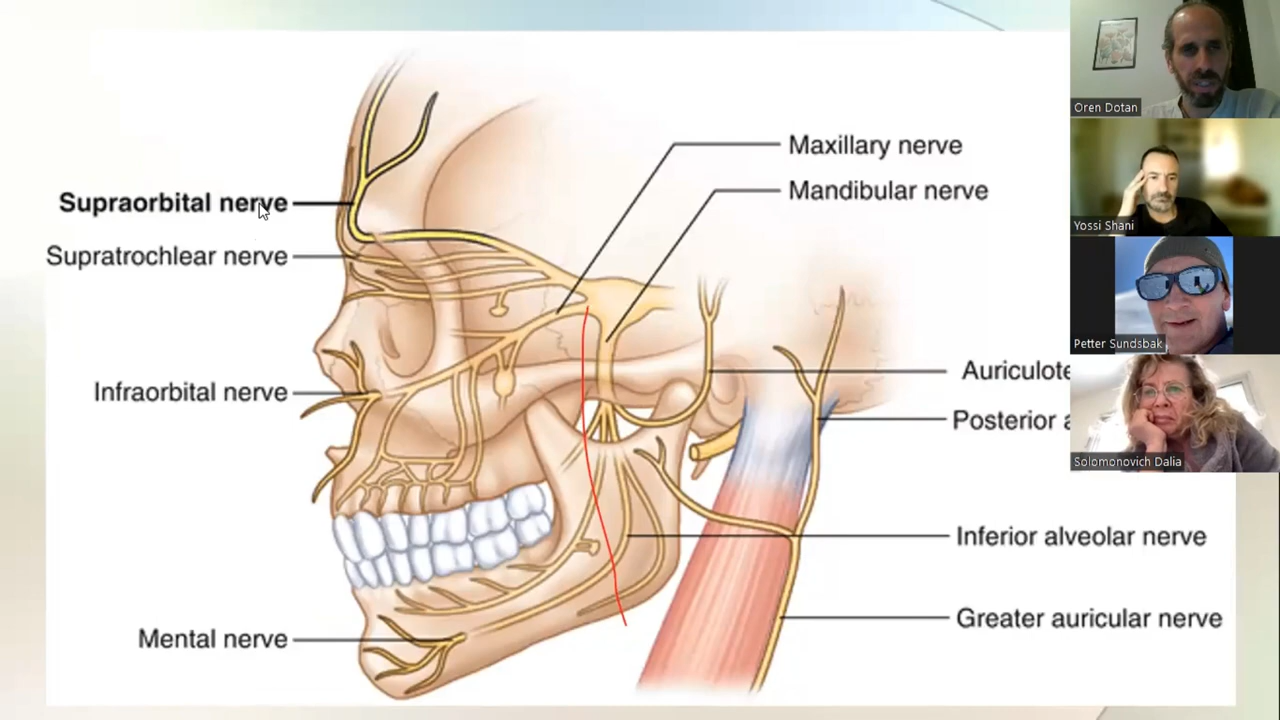 Maxillary nerve
Mandibular nerve
Supraorbital nerve
Supratrochlear nerve
Infraorbital nerve
Auriculote
Posterior a
Inferior alveolar nerve
Greater auricular nerve
Mental nerve
Oren Dotan
Yossi Shani
Petter Sundsbak
Solomonovich Dalia